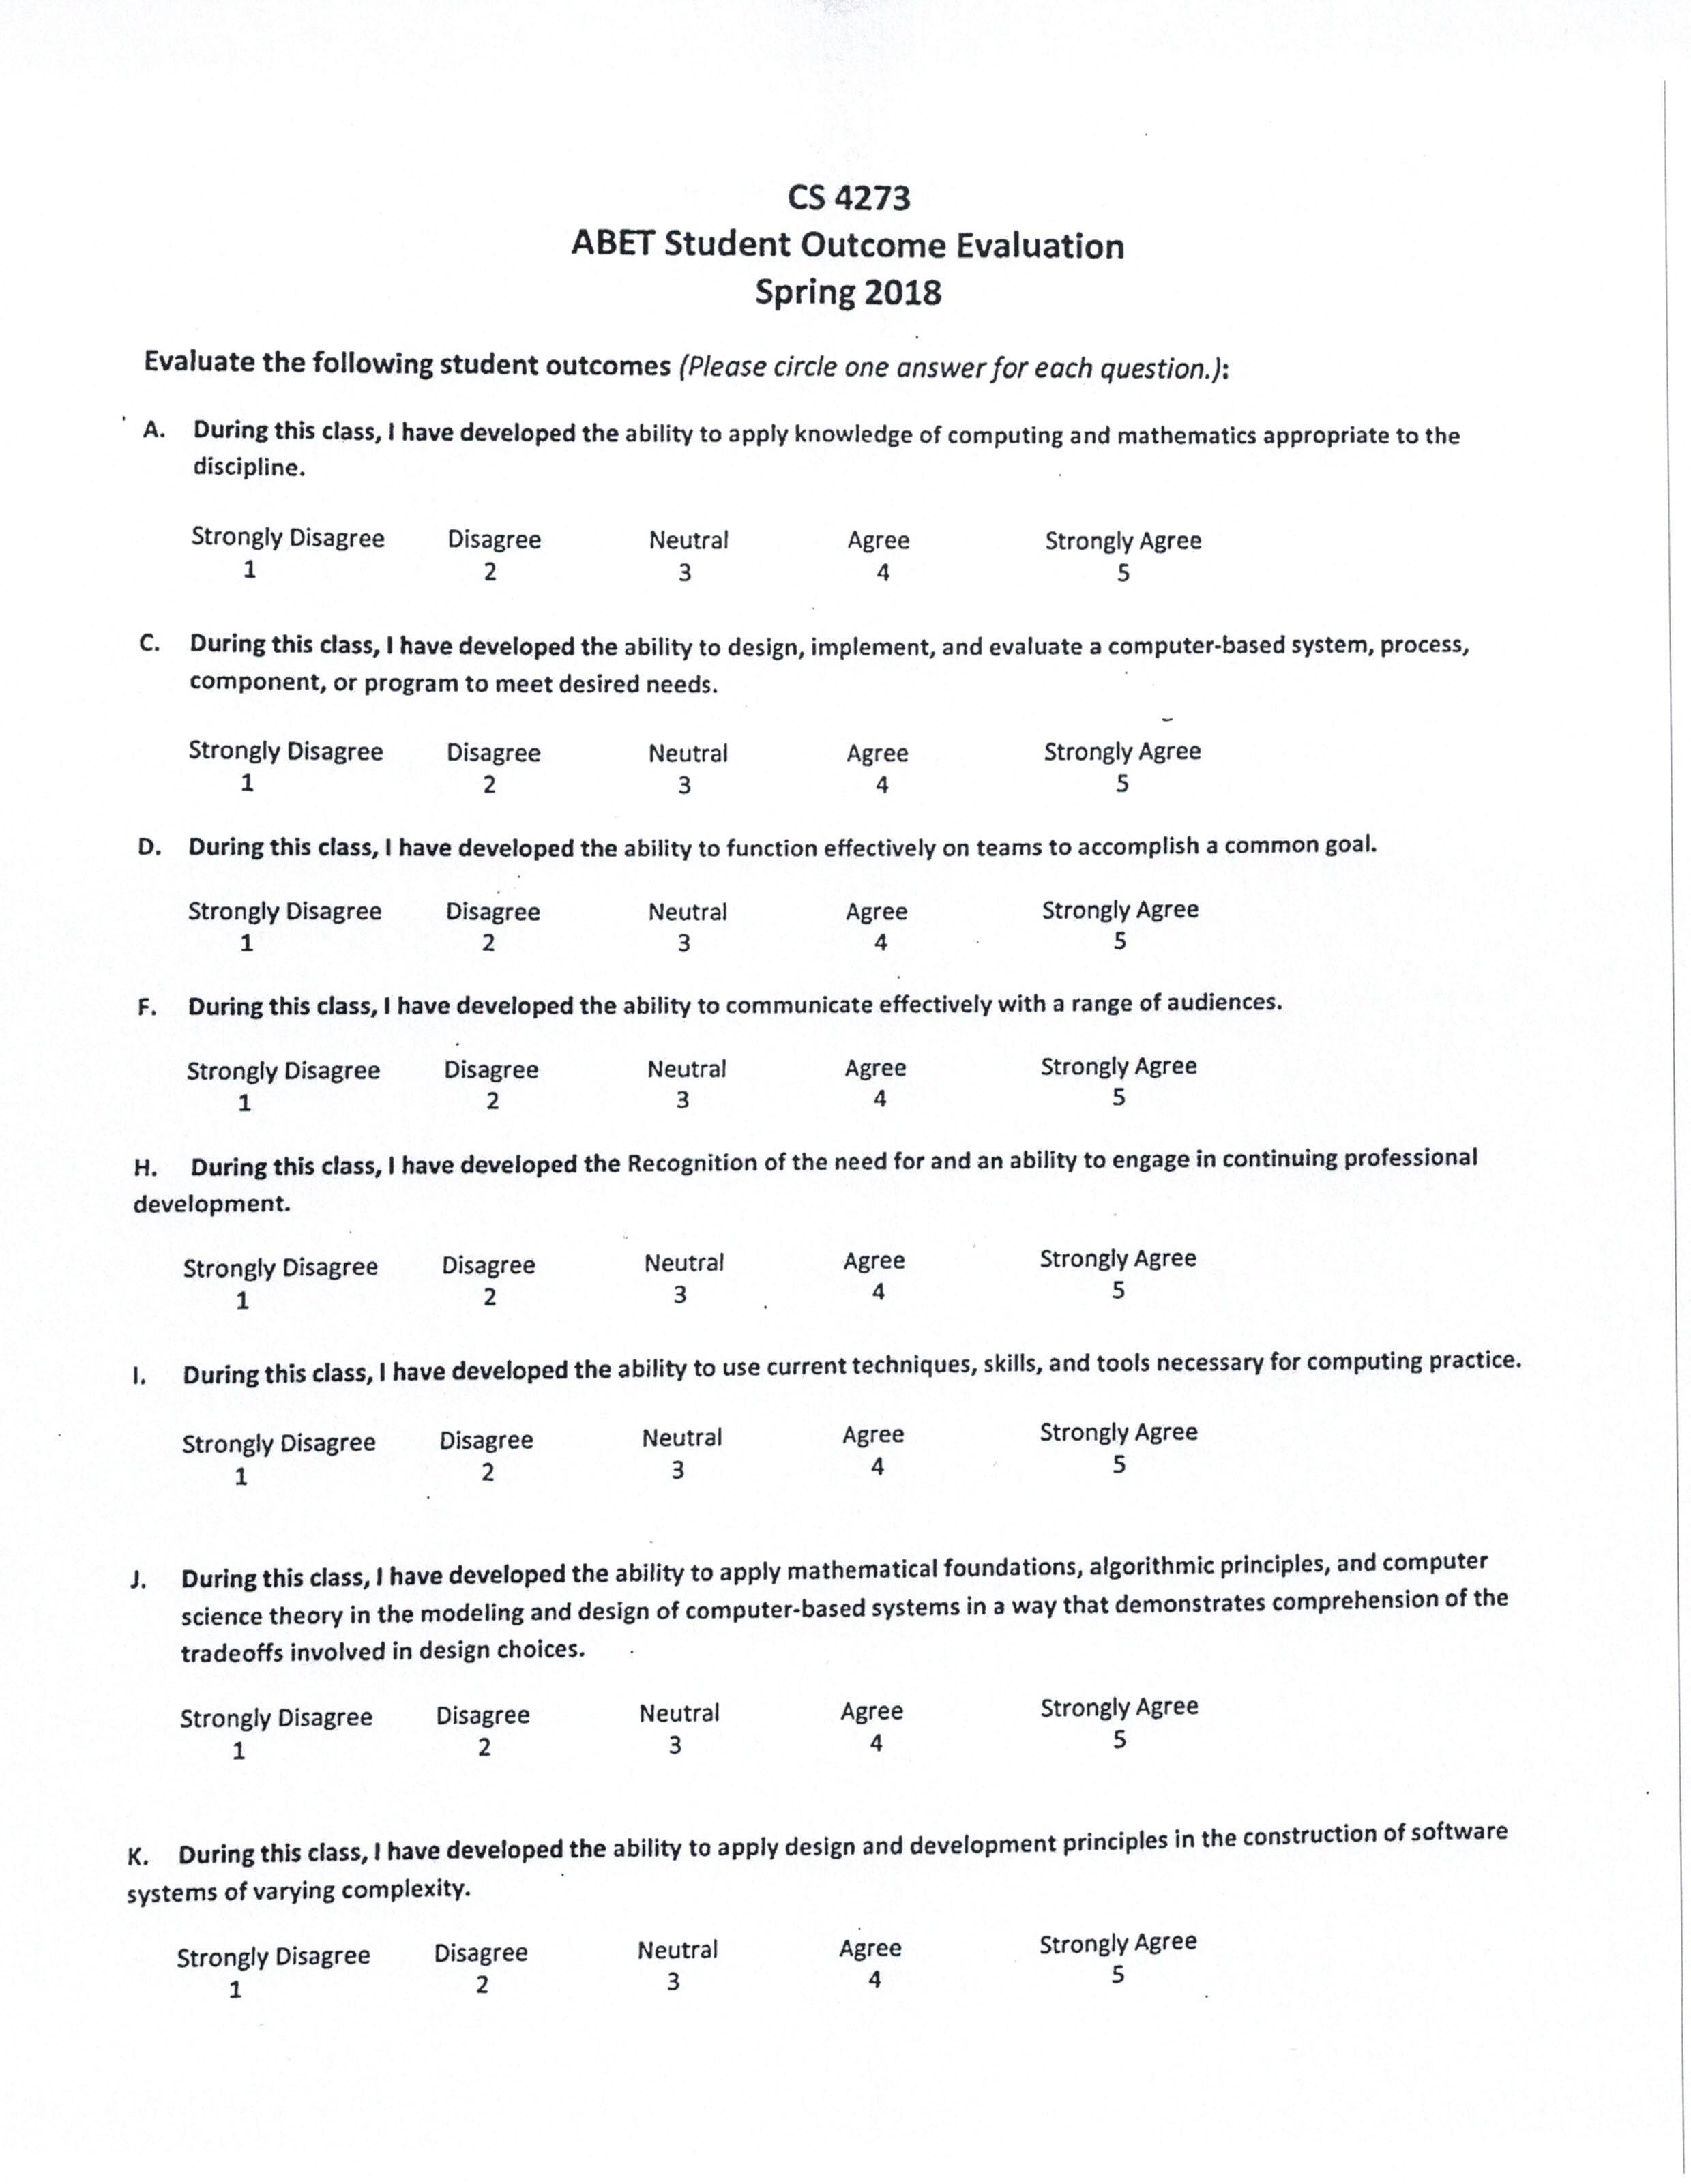 CS 4273
ABET Student Outcome Evaluation
Spring 2018
Evaluate the following student outcomes (Please circle one answer for each question.):
A. During this class, I have developed the ability to apply knowledge of computing and mathematics appropriate to the
discipline.
Strongly Disagree Disagree Neutral Agree Strongly Agree
1 2 3 4 5
C. During this class, I have developed the ability to design, implement, and evaluate a computer-based system, process,
component, or program to meet desired needs.
Strongly Disagree Disagree Neutral Agree Strongly Agree
1 2 3 4 5
D. During this class, I have developed the ability to function effectively on teams to accomplish a common goal.
Strongly Disagree Disagree Neutral Agree Strongly Agree
1 2 3 4 5
F. During this class, I have developed the ability to communicate effectively with a range of audiences.
Strongly Disagree Disagree Neutral Agree Strongly Agree
1 2 3 4 5
H. During this class, I have developed the Recognition of the need for and an ability to engage in continuing professional
development.
Strongly Disagree Disagree Neutral Agree Strongly Agree
1 2 3 4 5
I. During this class, I have developed the ability to use current techniques, skills, and tools necessary for computing practice.
Strongly Disagree Disagree Neutral Agree Strongly Agree
1 2 3 4 5
J. During this class, I have developed the ability to apply mathematical foundations, algorithmic principles, and computer
science theory in the modeling and design of computer-based systems in a way that demonstrates comprehension of the
tradeoffs involved in design choices.
Strongly Disagree Disagree Neutral Agree Strongly Agree
1 2 3 4 5
K. During this class, I have developed the ability to apply design and development principles in the construction of software
systems of varying complexity.
Strongly Disagree Disagree Neutral Agree Strongly Agree
1 2 3 4 5